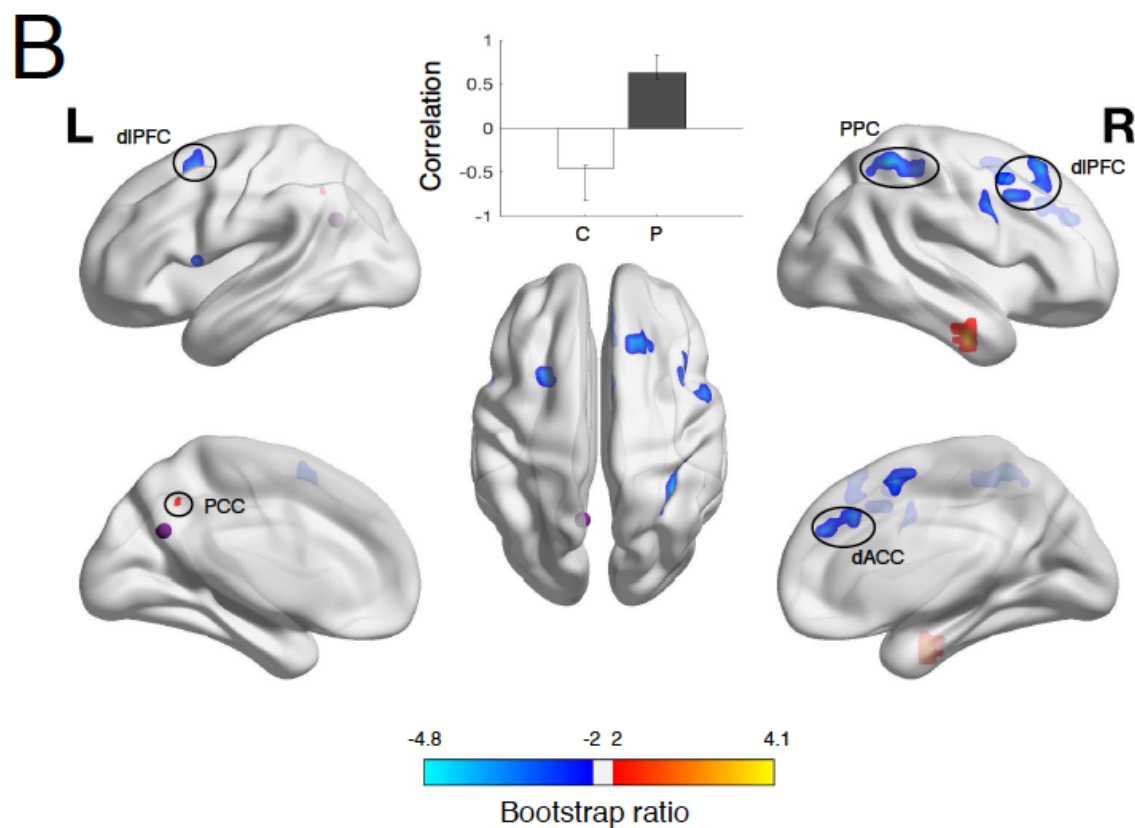 B
L
dlPFC
1
0.5
0
-0.5
-1
Correlation
C P
R
PPC
dlPFC
PCC
dACC
-4.8 -2 2 4.1
Bootstrap ratio